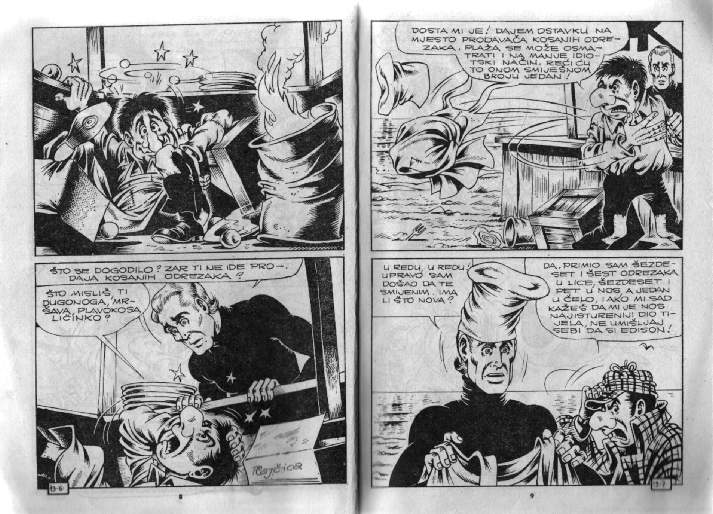 ŠTO SE DOGODILO? ZAR TI NE IDE PRO-
DAJA KOSANIH ODREZAKA?
ŠTO MISLIŠ, TI
DUGONOGA, MR-
ŠAVA, PLAVOKOSA
LIČINKO?
13-6
8
DOSTA MI JE! DAJEM OSTAVKU NA
MJESTO PRODAVAČA KOSANIH ODRE-
ZAKA. PLAŽA SE MOŽE OSMA-
TRATI I NA MANJE IDIO-
TSKI NAČIN. REĆI ĆU
TO ONOM SMIJEŠNOM
BROJU JEDAN!
U REDU, U REDU
UPRAVO SAM
DOŠAO DA TE
SMIJENIM. IMA
LI ŠTO NOVA?
DA, PRIMIO SAM ŠEZDE-
SET I ŠEST ODREZAKA
U LICE, ŠEZDESET I
PET U NOS, A JEDAN
U ČELO, I AKO MI SAD
KAŽEŠ DA MI JE NOS
NAJISTURENIJI DIO TI-
JELA, NE UMIŠLJAJ
SEBI DA SI EDISON!
9
13-7